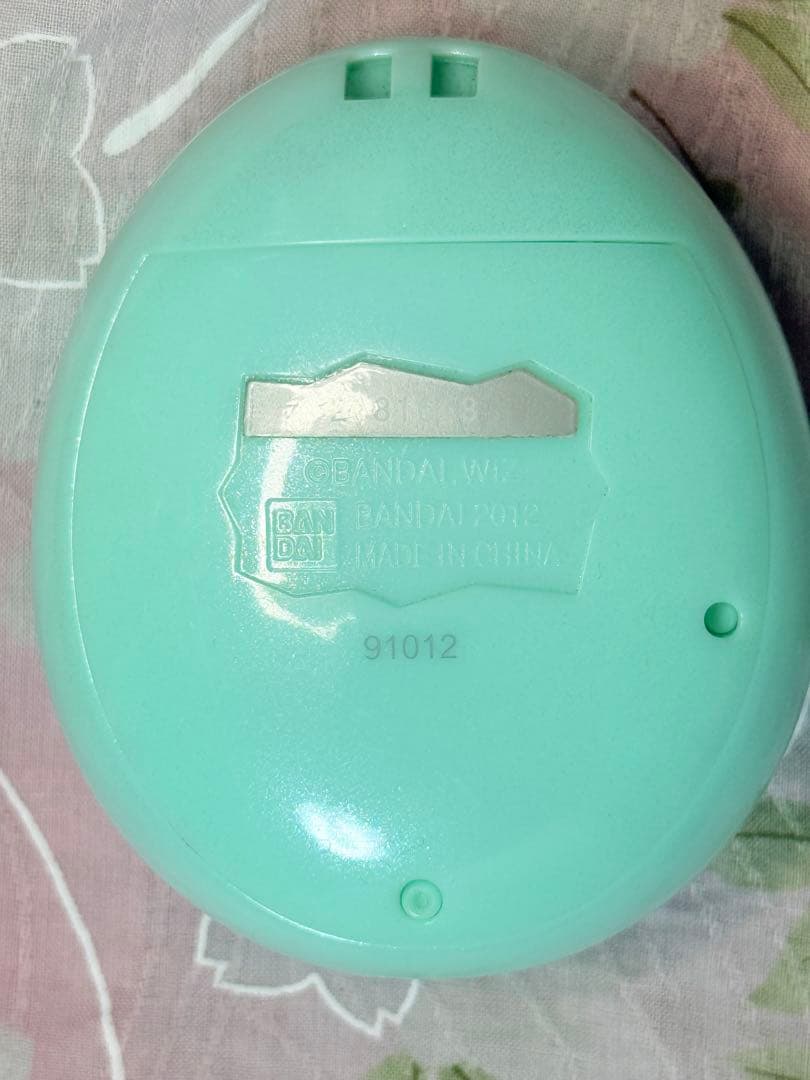 ©BANDAI, WiZ
BAN
DAI
BANDAI 2012
MADE IN CHINA
91012